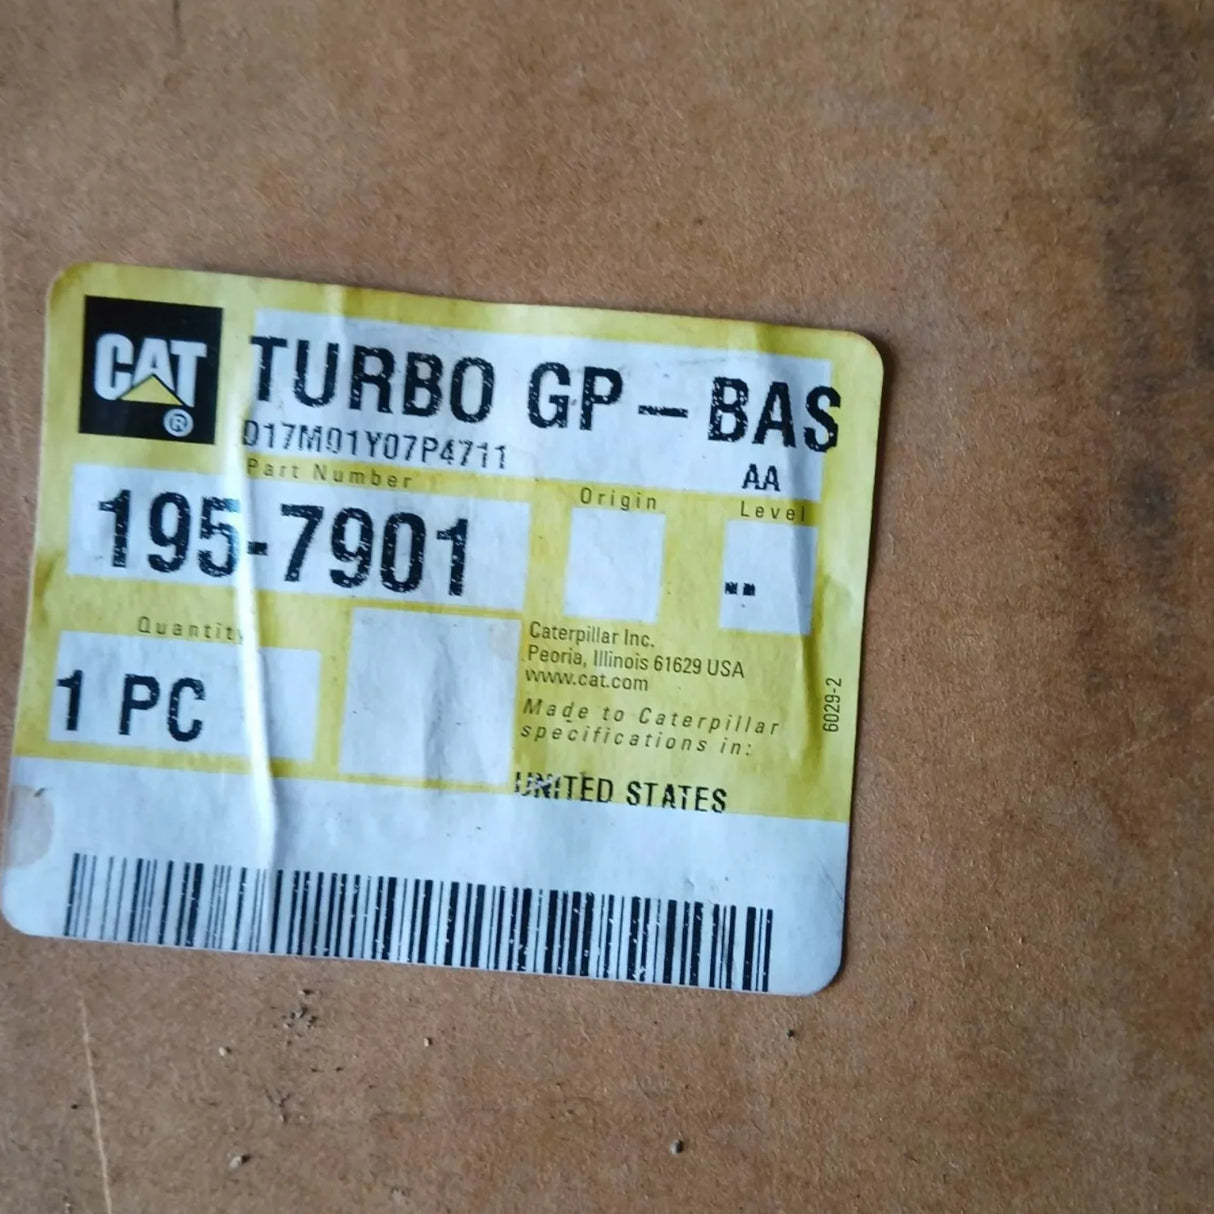 CAT
®
TURBO GP-BAS
D17M01Y07P4711
AA
Part Number
Origin
Level
195-7901
--
Quantity
1 PC
Caterpillar Inc.
Peoria, Illinois 61629 USA
www.cat.com
Made to Caterpillar
specifications in:
UNITED STATES
6029-2